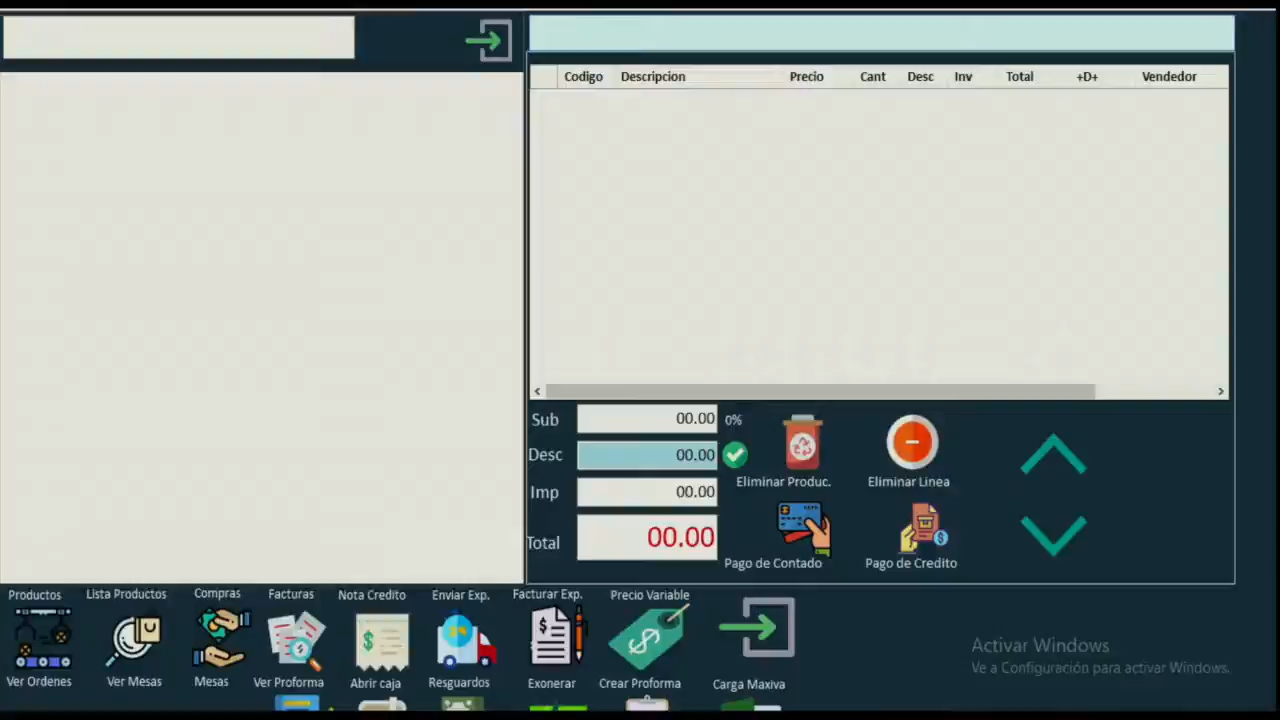 Codigo Descripcion Precio Cant Desc Inv Total +D+ Vendedor
Sub 00.00 0%
Desc 00.00
Imp 00.00
Total 00.00
Eliminar Produc. Eliminar Linea
Pago de Contado Pago de Credito
Productos Lista Productos Compras Facturas Nota Credito Enviar Exp. Facturar Exp. Precio Variable
Ver Ordenes Ver Mesas Mesas Ver Proforma Abrir caja Resguardos Exonerar Crear Proforma Carga Maxiva
Activar Windows
Ve a Configuración para activar Windows.